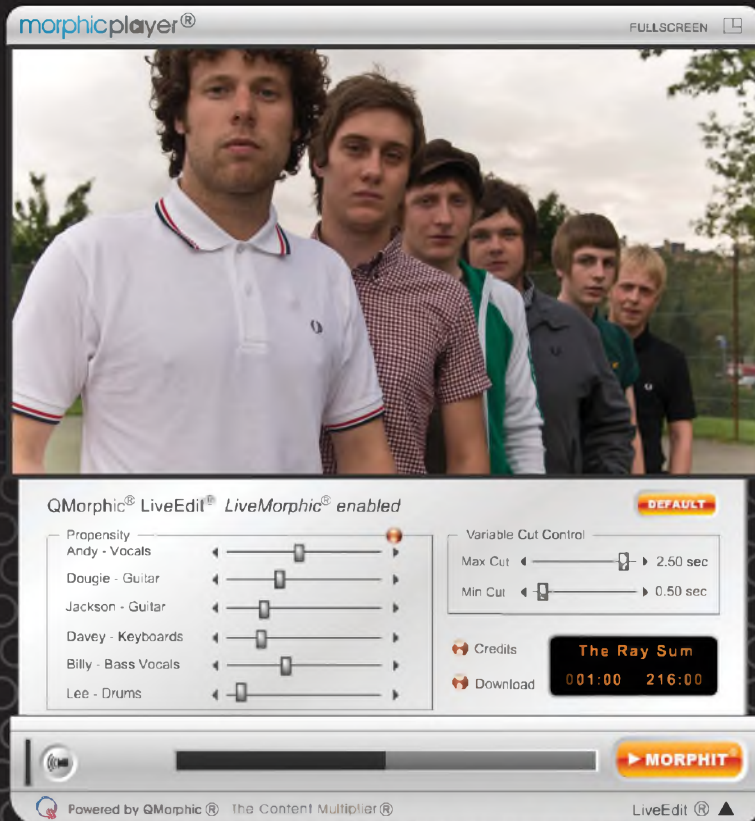 morphicplayer®
FULLSCREEN
QMorphic® LiveEdit® LiveMorphic® enabled
DEFAULT
Propensity
Andy - Vocals
Dougie - Guitar
Jackson - Guitar
Davey - Keyboards
Billy - Bass Vocals
Lee - Drums
Variable Cut Control
Max Cut 2.50 sec
Min Cut 0.50 sec
Credits
Download
The Ray Sum
001:00 216:00
MORPHIT®
Powered by QMorphic ® The Content Multiplier ®
LiveEdit ®